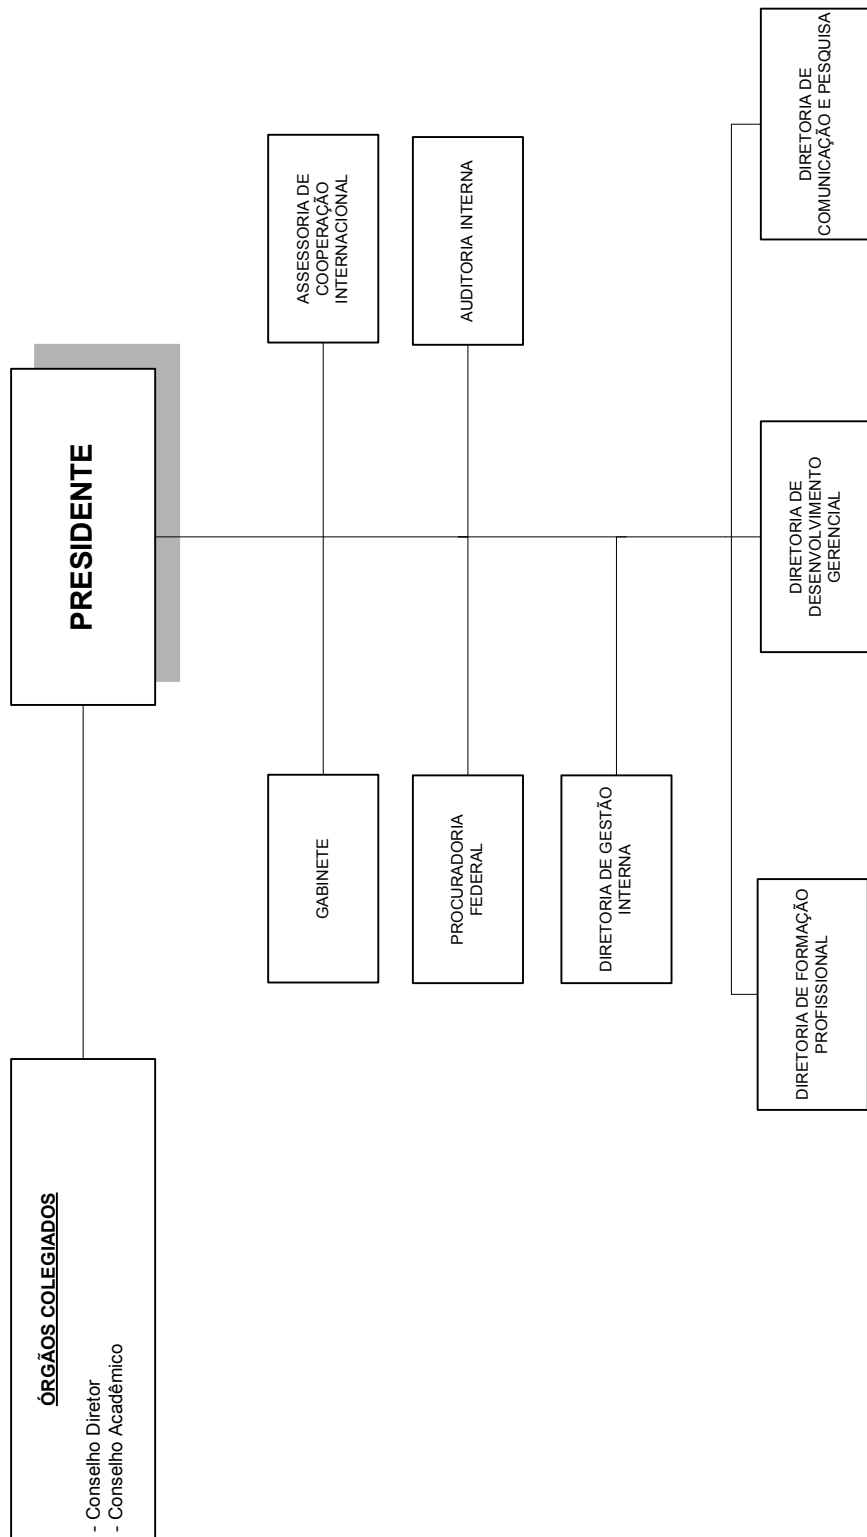 ÓRGÃOS COLEGIADOS
- Conselho Diretor
- Conselho Acadêmico
PRESIDENTE
GABINETE
ASSESSORIA DE
COOPERAÇÃO
INTERNACIONAL
PROCURADORIA
FEDERAL
AUDITORIA INTERNA
DIRETORIA DE GESTÃO
INTERNA
DIRETORIA DE FORMAÇÃO
PROFISSIONAL
DIRETORIA DE
DESENVOLVIMENTO
GERENCIAL
DIRETORIA DE
COMUNICAÇÃO E PESQUISA